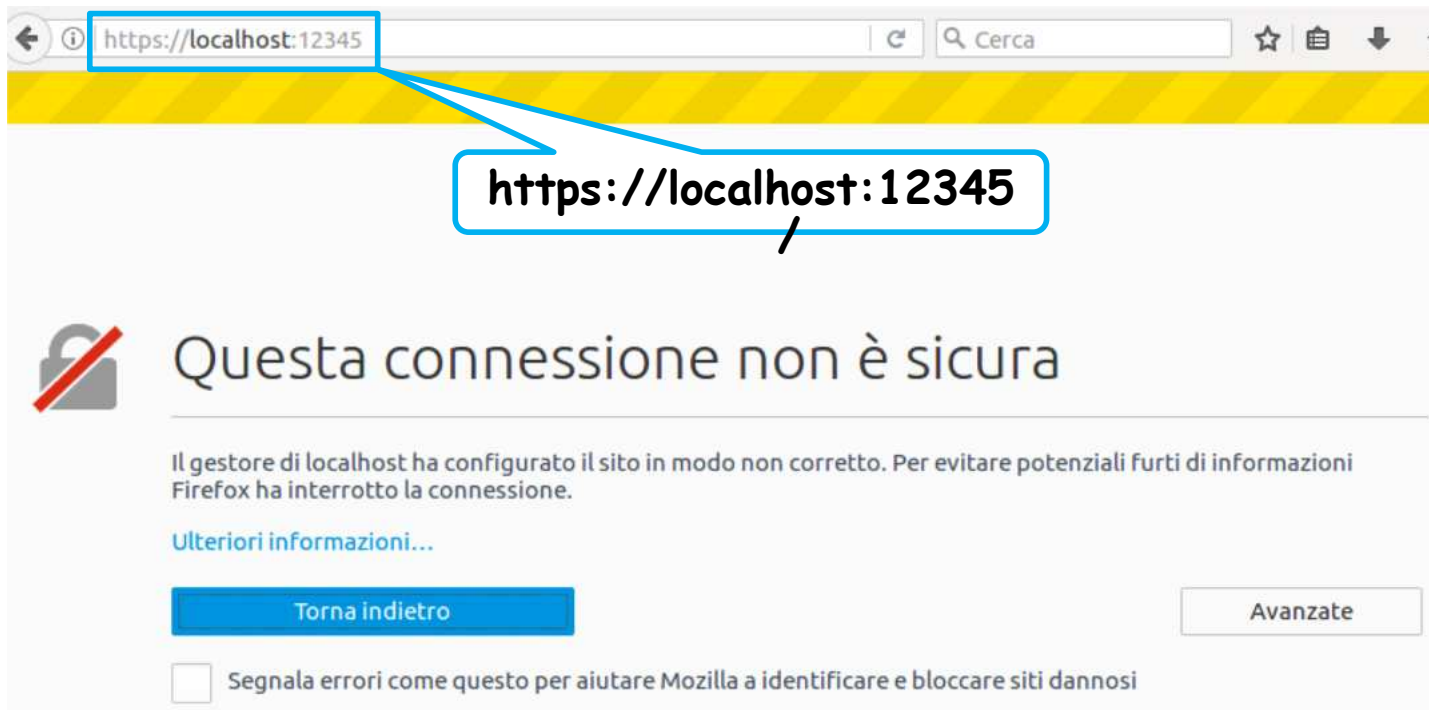 https://localhost:12345
Cerca
https://localhost:12345
/
Questa connessione non è sicura
Il gestore di localhost ha configurato il sito in modo non corretto. Per evitare potenziali furti di informazioni
Firefox ha interrotto la connessione.
Ulteriori informazioni...
Torna indietro
Avanzate
Segnala errori come questo per aiutare Mozilla a identificare e bloccare siti dannosi